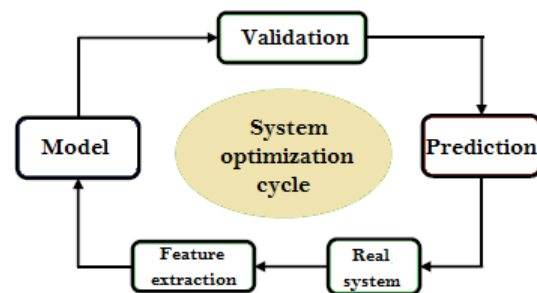 Validation
Model
System
optimization
cycle
Prediction
Feature
extraction
Real
system